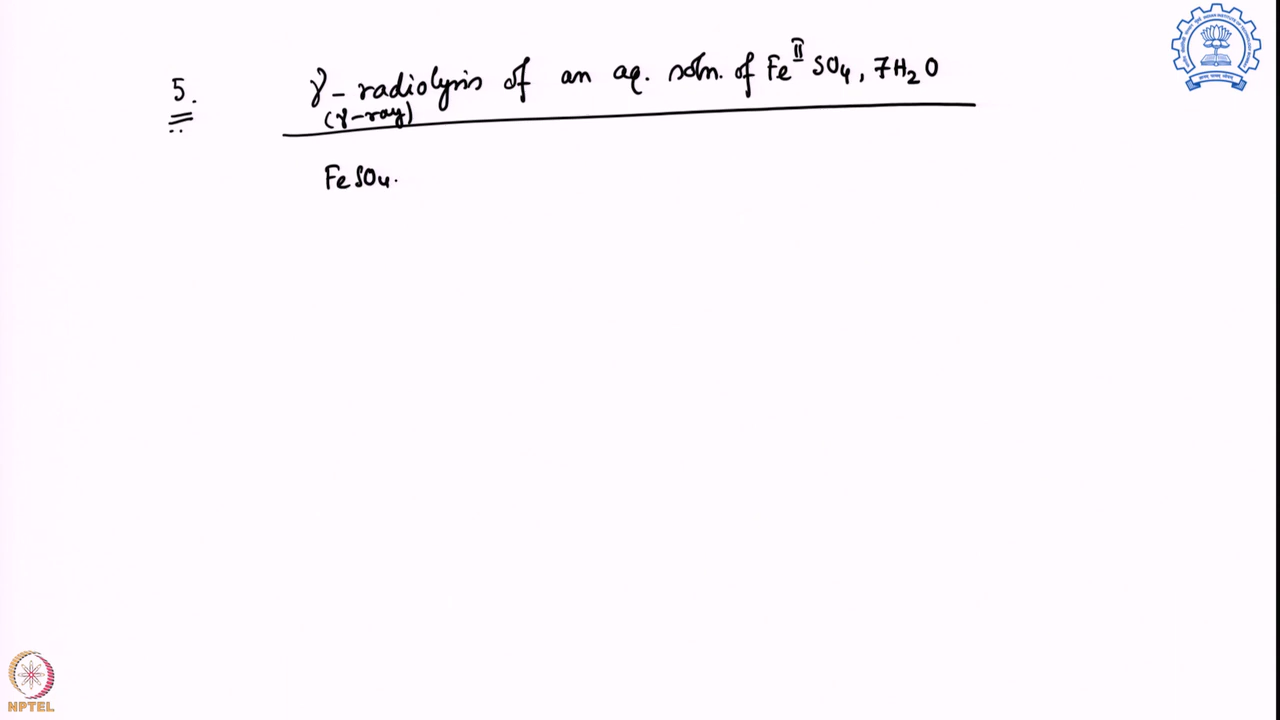 5. γ-radiolysis of an aq. soln. of Fe^II SO₄, 7H₂O
(γ-ray)
FeSO₄.
NPTEL